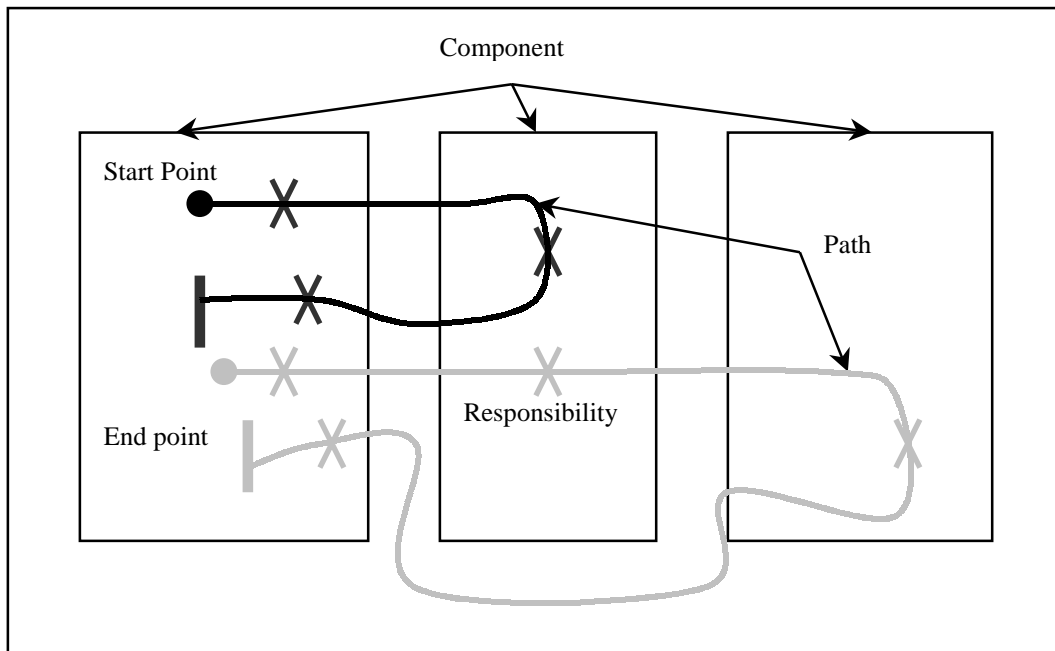 Component
Start Point
Path
Responsibility
End point